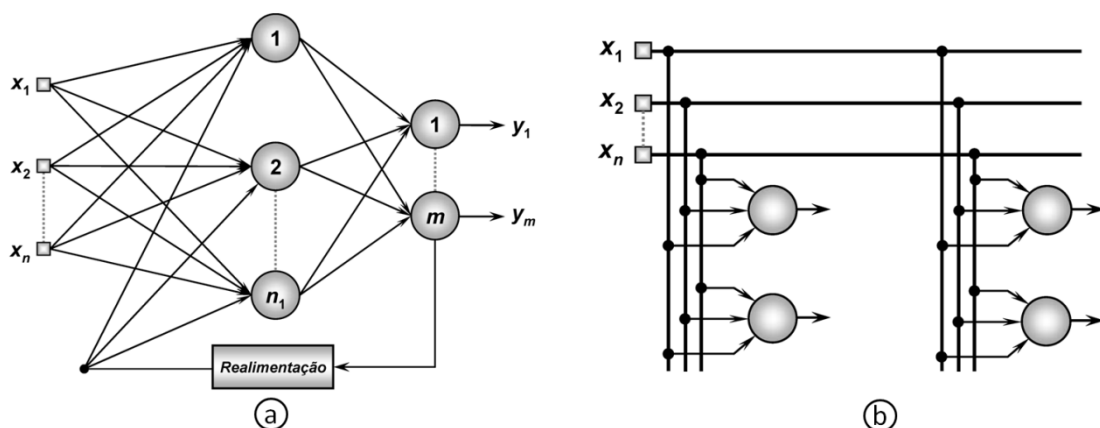 1
x₁
1
y₁
x₂
2
m
yₘ
xₙ
n₁
Realimentação
a
x₁
x₂
xₙ
b